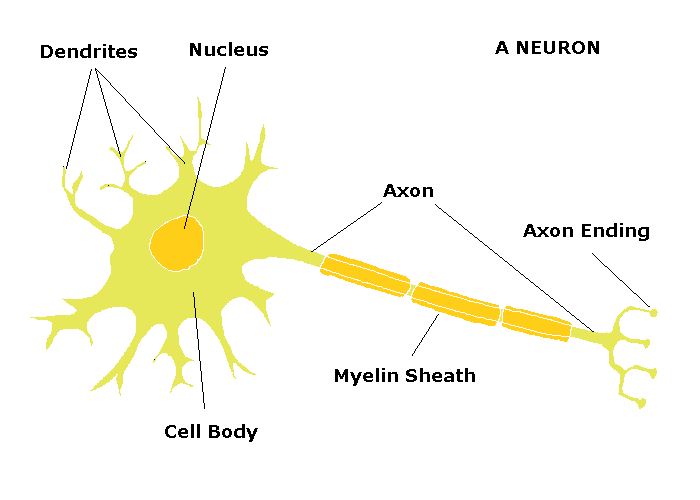 Dendrites
Nucleus
A NEURON
Axon
Axon Ending
Myelin Sheath
Cell Body